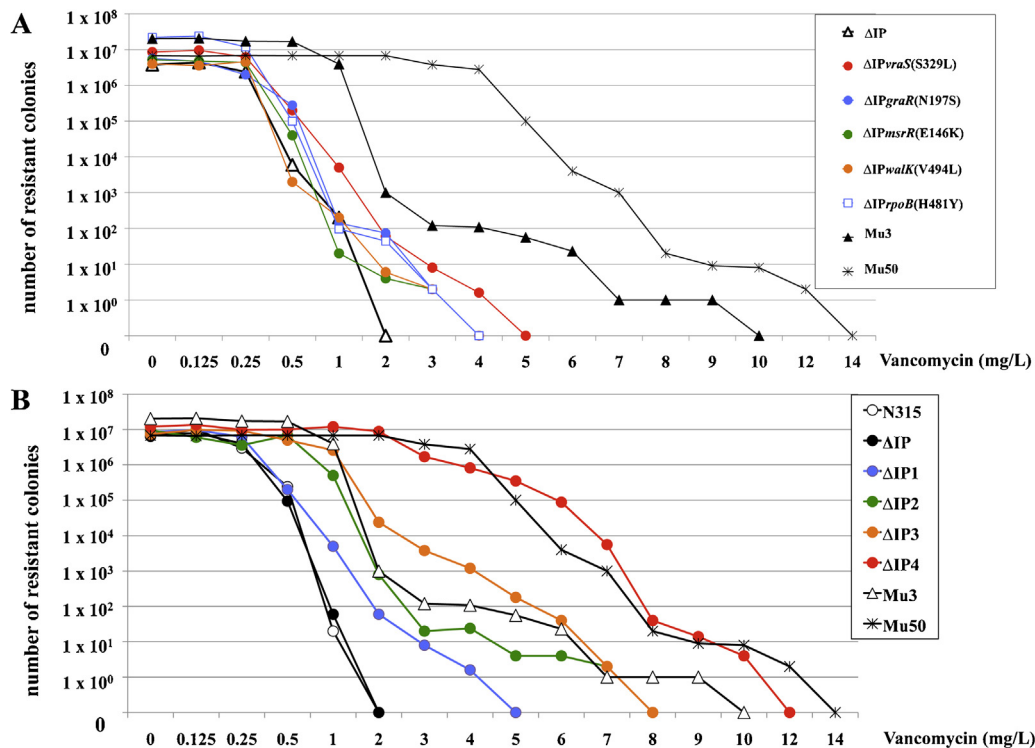 A
number of resistant colonies
1 x 10⁸
1 x 10⁷
1 x 10⁶
1 x 10⁵
1 x 10⁴
1 x 10³
1 x 10²
1 x 10¹
1 x 10⁰
0
0 0.125 0.25 0.5 1 2 3 4 5 6 7 8 9 10 12 14 Vancomycin (mg/L)
ΔIP
ΔIPvraS(S329L)
ΔIPgraR(N197S)
ΔIPmsrR(E146K)
ΔIPwalK(V494L)
ΔIPrpoB(H481Y)
Mu3
Mu50
B
number of resistant colonies
1 x 10⁸
1 x 10⁷
1 x 10⁶
1 x 10⁵
1 x 10⁴
1 x 10³
1 x 10²
1 x 10¹
1 x 10⁰
0
0 0.125 0.25 0.5 1 2 3 4 5 6 7 8 9 10 12 14 Vancomycin (mg/L)
N315
ΔIP
ΔIP1
ΔIP2
ΔIP3
ΔIP4
Mu3
Mu50